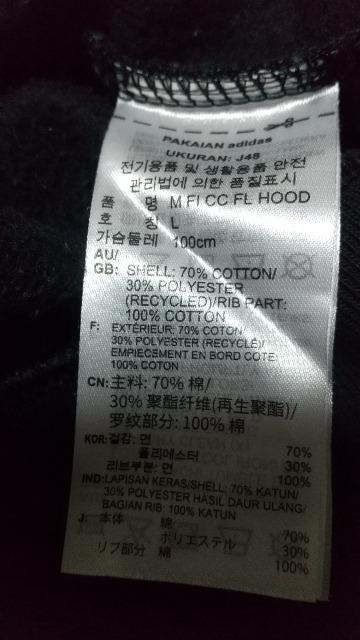 PAKAIAN adidas
UKURAN: J48
전기용품 및 생활용품 안전
관리법에 의한 품질표시
품 명 M FI CC FL HOOD
호 칭 L
가슴둘레 100cm
AU/
GB: SHELL: 70% COTTON/
30% POLYESTER
(RECYCLED)/RIB PART:
100% COTTON
F: EXTÉRIEUR: 70% COTON
30% POLYESTER (RECYCLÉ)/
EMPIECEMENT EN BORD COTE:
100% COTON
CN: 主料: 70% 棉/
30% 聚酯纤维(再生聚酯)/
罗纹部分: 100% 棉
KOR: 겉감: 면 70%
폴리에스터 30%
리브부분: 면 100%
IND: LAPISAN KERAS/SHELL: 70% KATUN/
30% POLYESTER HASIL DAUR ULANG/
BAGIAN RIB: 100% KATUN
J: 本体 綿 70%
ポリエステル 30%
リブ部分 綿 100%